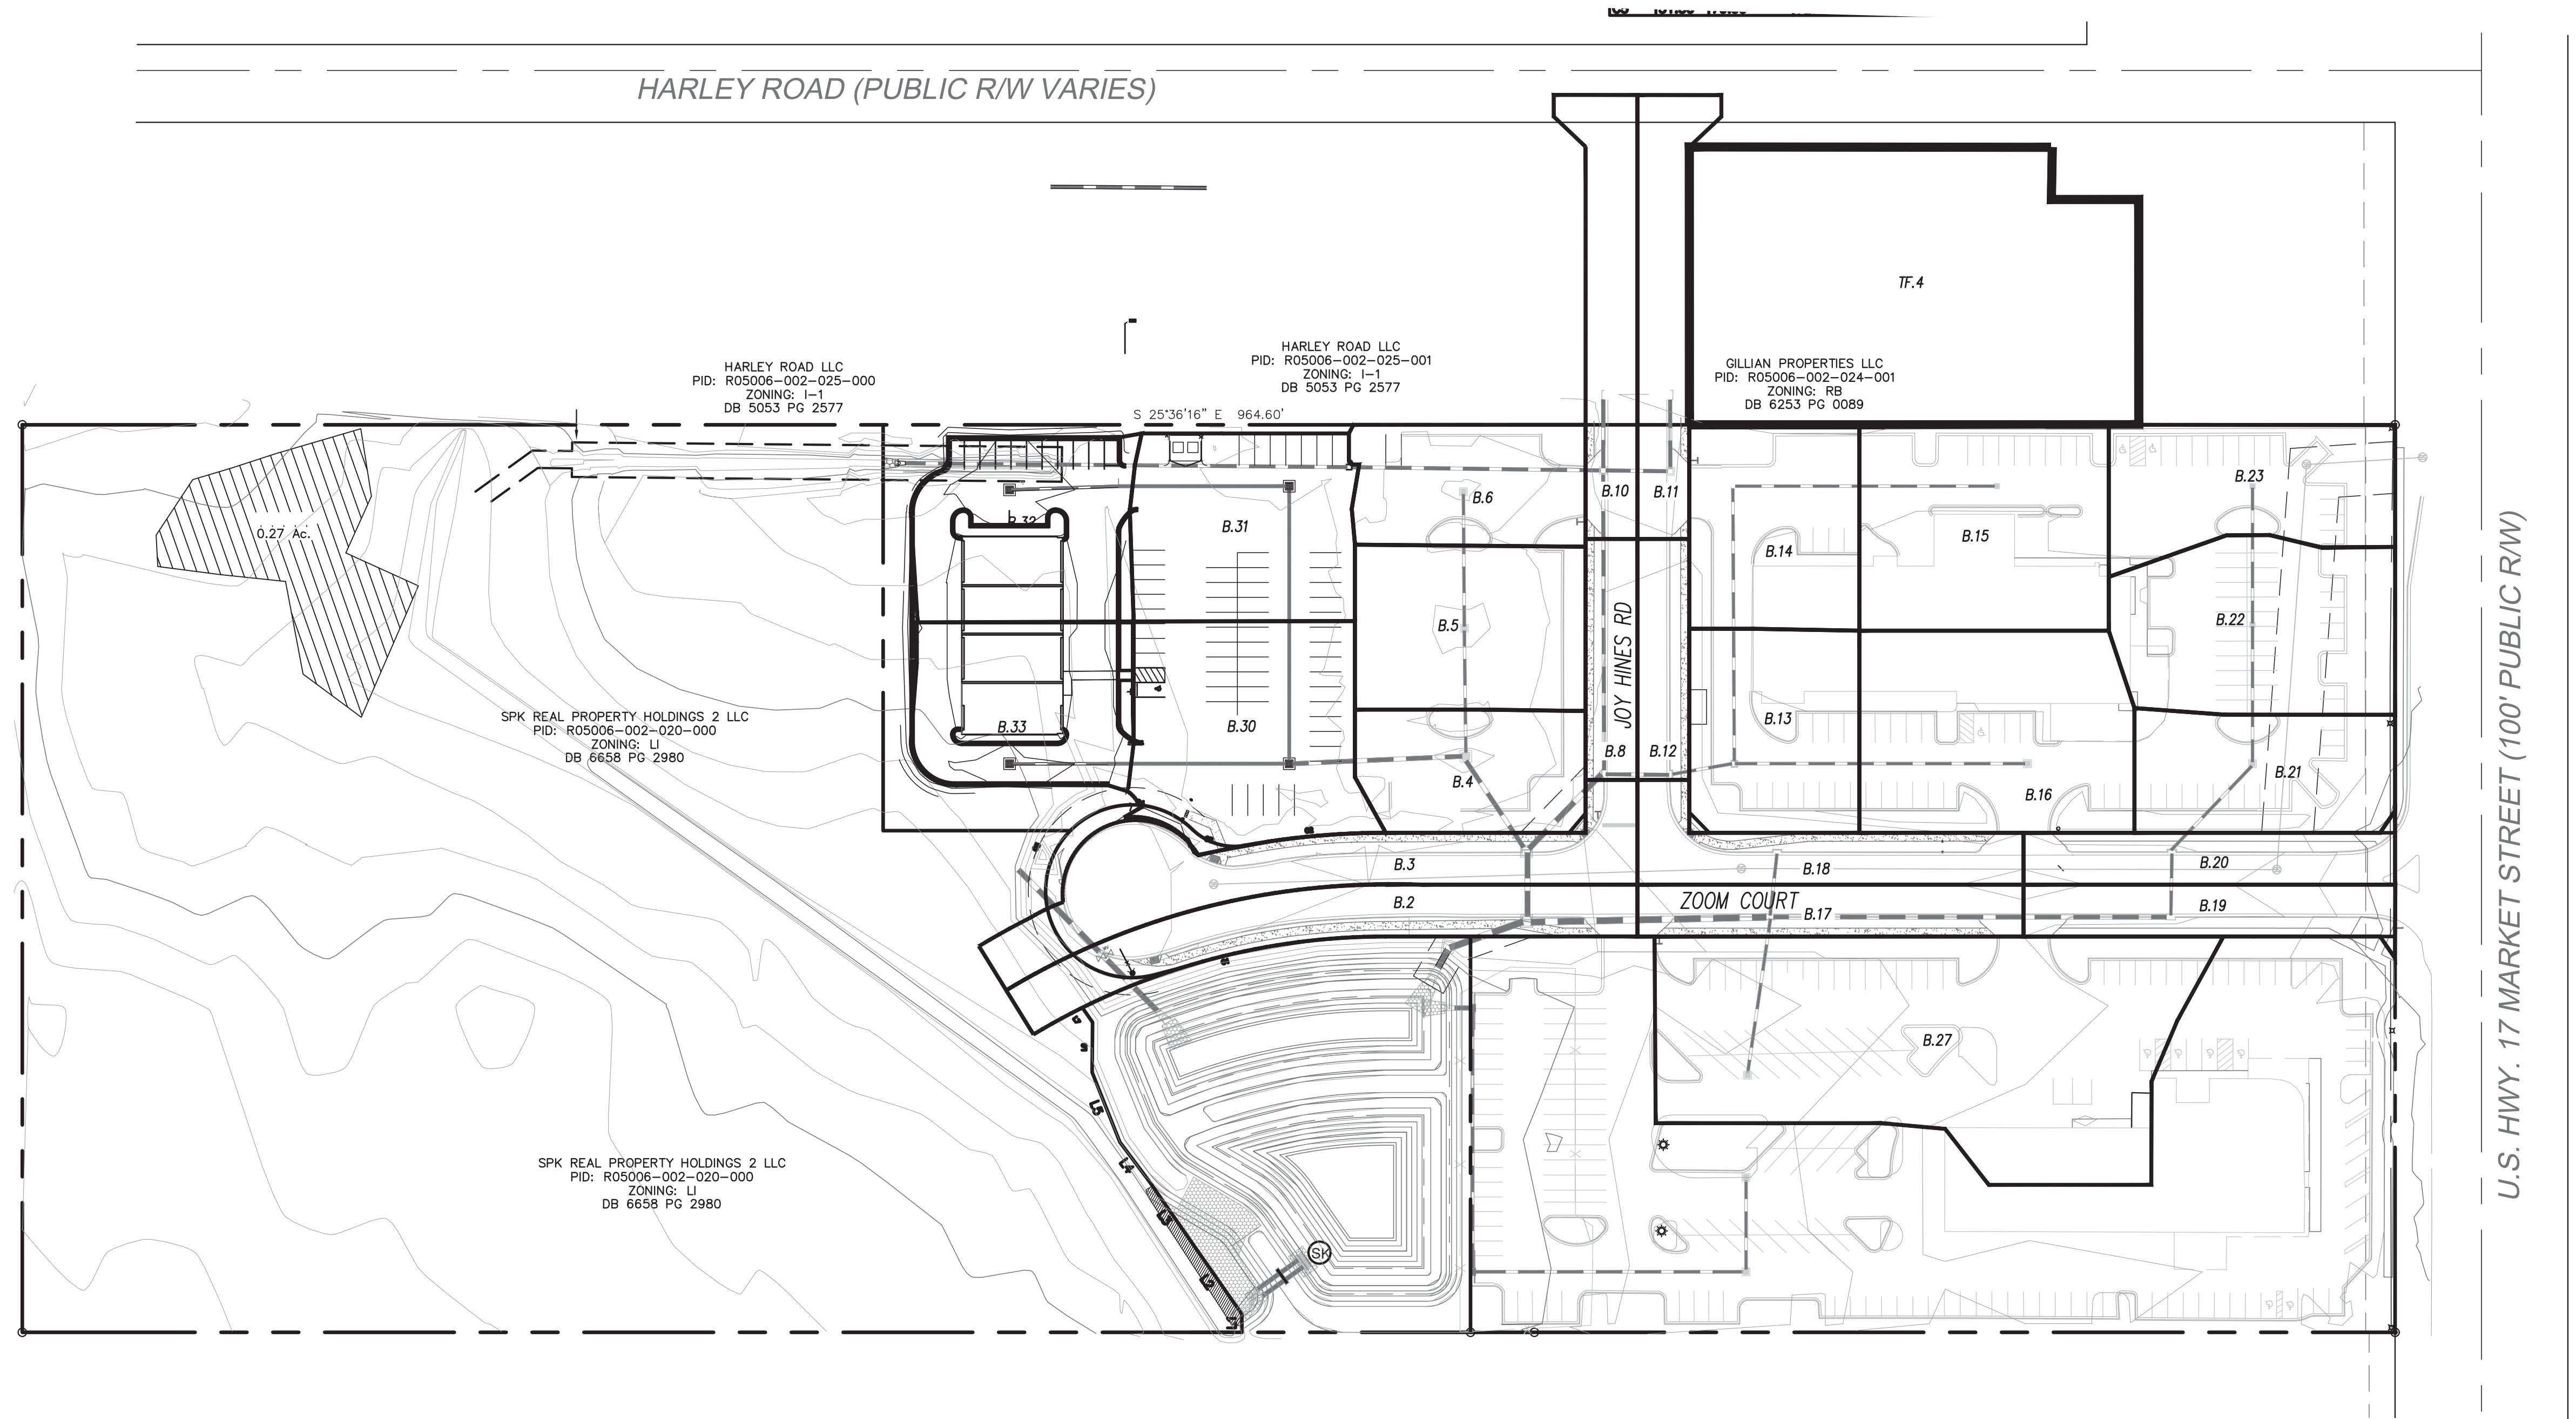 HARLEY ROAD (PUBLIC R/W VARIES)
TF.4
HARLEY ROAD LLC
PID: R05006-002-025-001
ZONING: I-1
DB 5053 PG 2577
HARLEY ROAD LLC
PID: R05006-002-025-000
ZONING: I-1
DB 5053 PG 2577
GILLIAN PROPERTIES LLC
PID: R05006-002-024-001
ZONING: RB
DB 6253 PG 0089
S 25°36'16" E 964.60'
B.23
B.10
B.11
B.6
B.32
B.31
0.27 Ac.
B.15
B.14
B.22
B.5
JOY HINES RD
U.S. HWY. 17 MARKET STREET (100' PUBLIC R/W)
SPK REAL PROPERTY HOLDINGS 2 LLC
PID: R05006-002-020-000
ZONING: LI
DB 6658 PG 2980
B.33
B.30
B.13
B.8
B.12
B.4
B.21
B.16
B.3
B.18
B.20
B.2
ZOOM COURT
B.17
B.19
B.27
L5
L4
SPK REAL PROPERTY HOLDINGS 2 LLC
PID: R05006-002-020-000
ZONING: LI
DB 6658 PG 2980
L3
SK
L2
L1